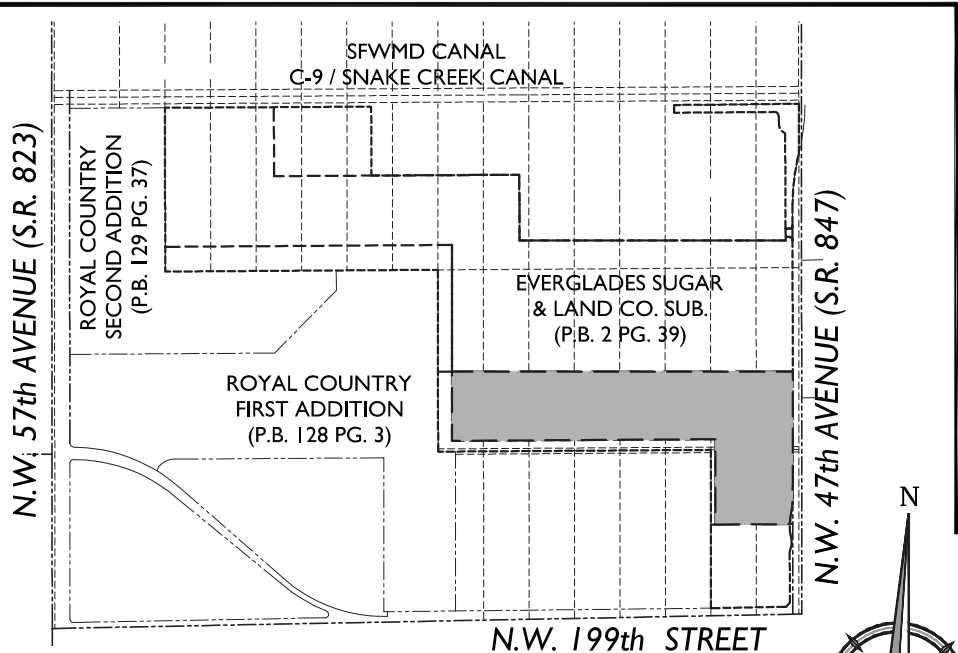 SFWMD CANAL
C-9 / SNAKE CREEK CANAL
N.W. 57th AVENUE (S.R. 823)
ROYAL COUNTRY
SECOND ADDITION
(P.B. 129 PG. 37)
EVERGLADES SUGAR
& LAND CO. SUB.
(P.B. 2 PG. 39)
N.W. 47th AVENUE (S.R. 847)
ROYAL COUNTRY
FIRST ADDITION
(P.B. 128 PG. 3)
N
N.W. 199th STREET